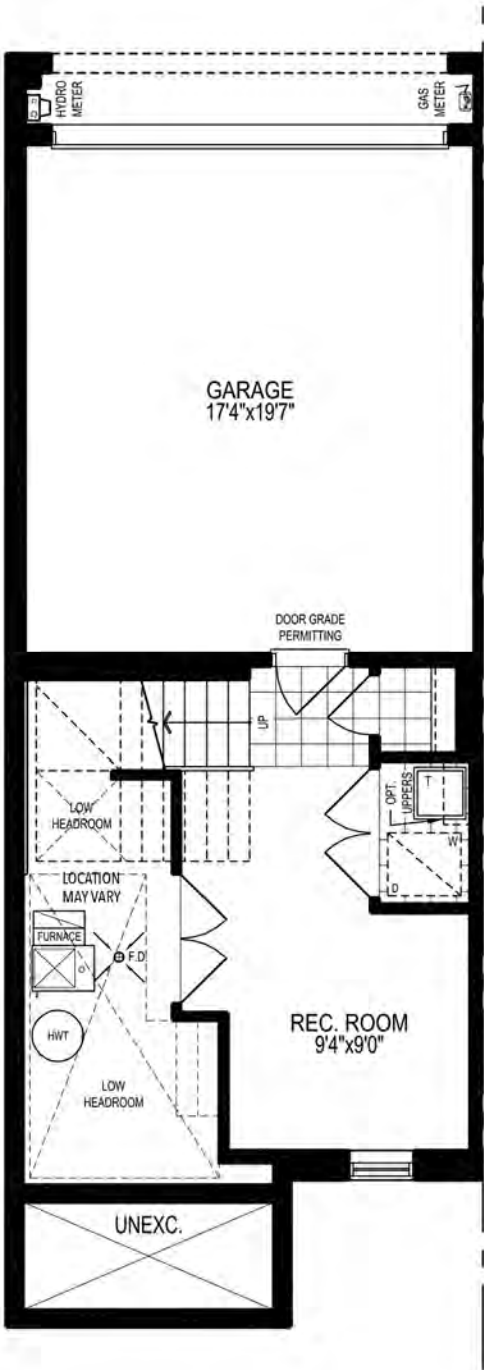 HYDRO
METER
GAS
METER
GARAGE
17'4"x19'7"
DOOR GRADE
PERMITTING
UP
OPT.
UPPERS
T
W
D
LOW
HEADROOM
LOCATION
MAY VARY
FURNACE
F.D
HWT
REC. ROOM
9'4"x9'0"
LOW
HEADROOM
UNEXC.